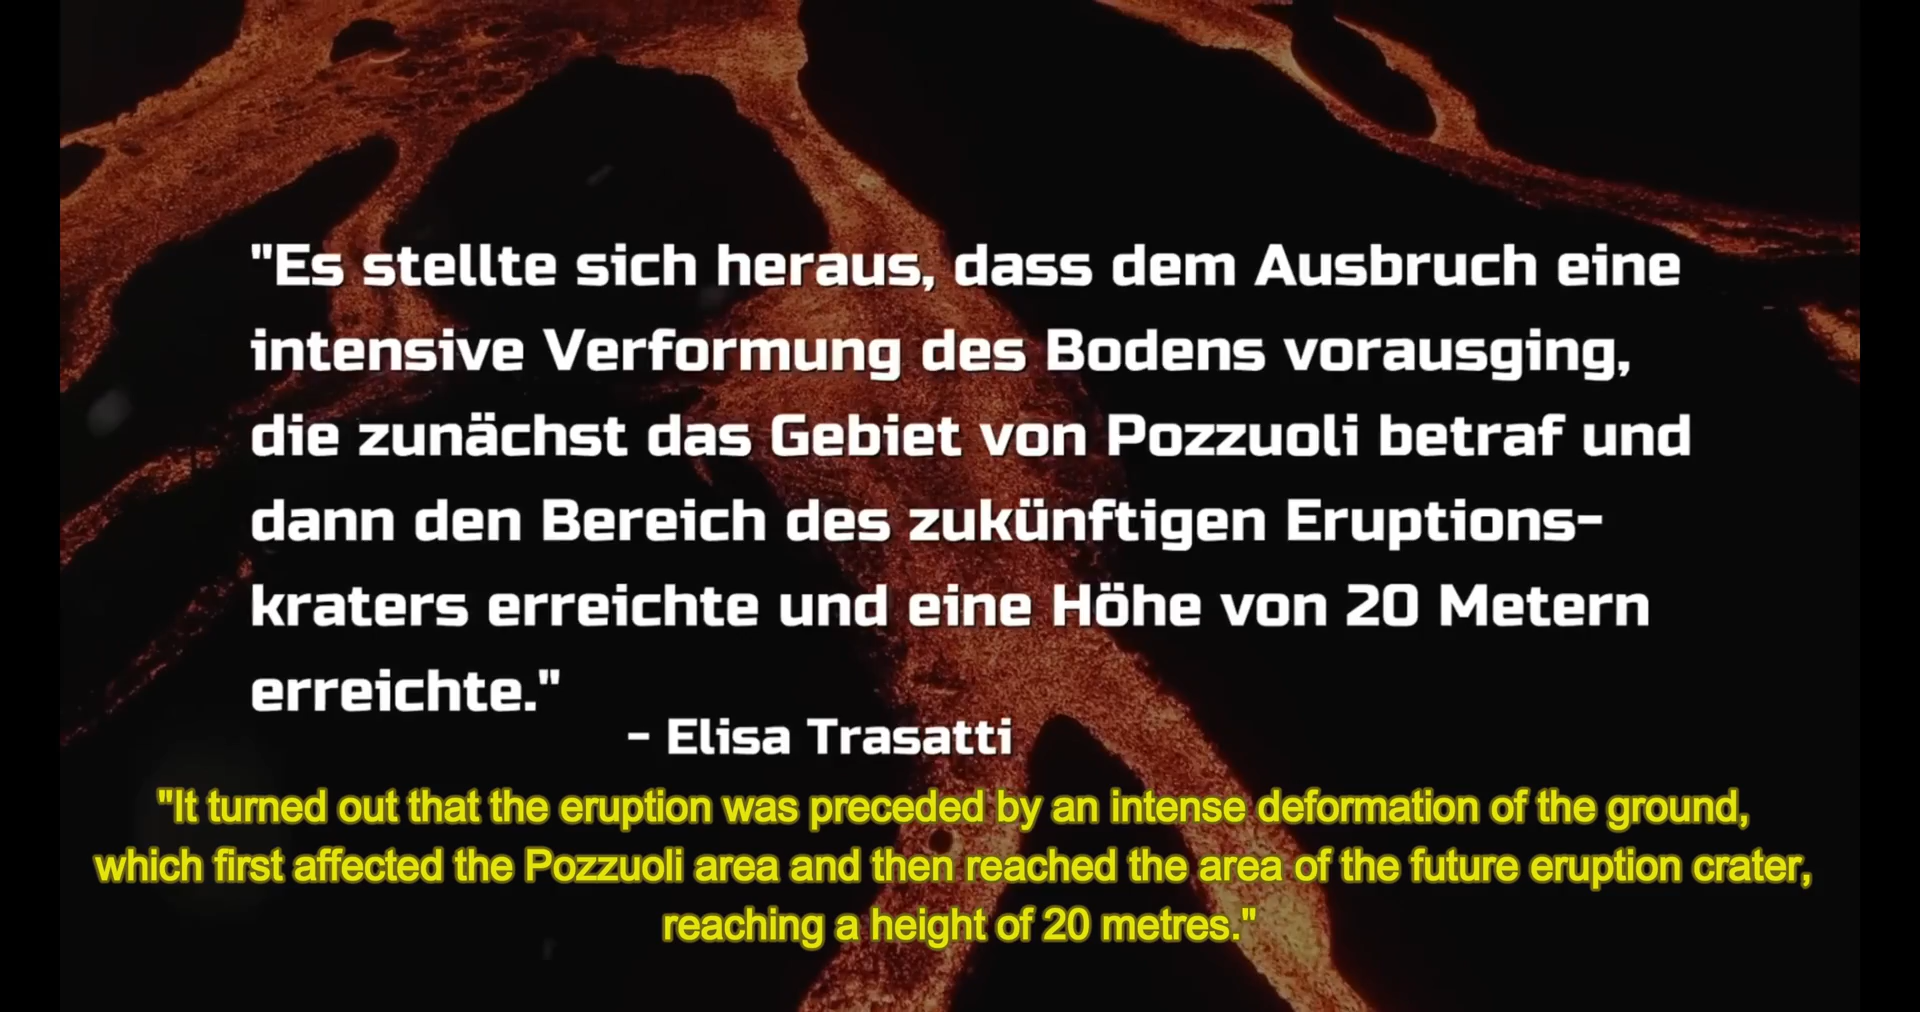 "Es stellte sich heraus, dass dem Ausbruch eine
intensive Verformung des Bodens vorausging,
die zunächst das Gebiet von Pozzuoli betraf und
dann den Bereich des zukünftigen Eruptions-
kraters erreichte und eine Höhe von 20 Metern
erreichte."
- Elisa Trasatti
"It turned out that the eruption was preceded by an intense deformation of the ground,
which first affected the Pozzuoli area and then reached the area of the future eruption crater,
reaching a height of 20 metres."